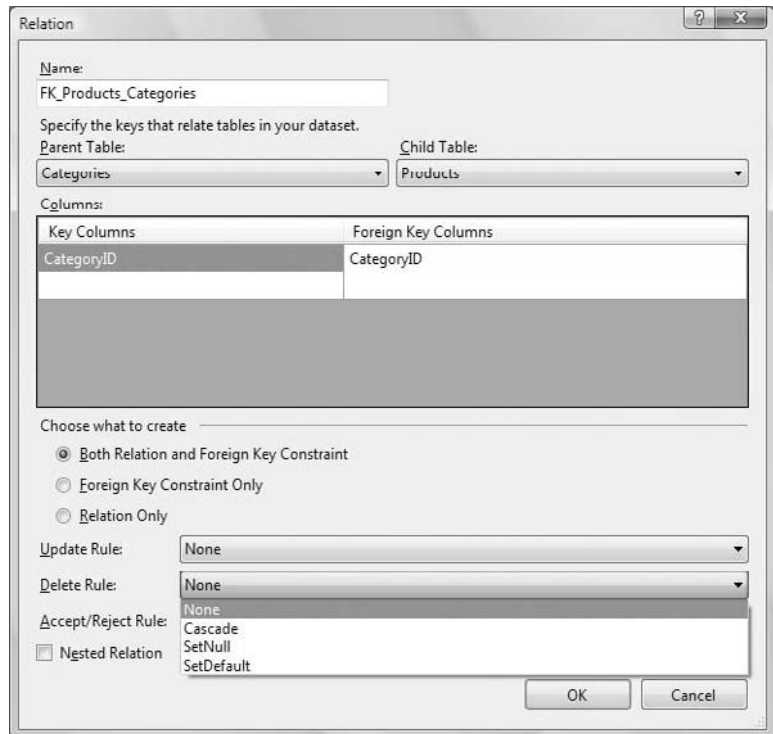 Relation
Name:
FK_Products_Categories
Specify the keys that relate tables in your dataset.
Parent Table: Child Table:
Categories Products
Columns:
Key Columns Foreign Key Columns
CategoryID CategoryID
Choose what to create
Both Relation and Foreign Key Constraint
Foreign Key Constraint Only
Relation Only
Update Rule: None
Delete Rule: None
None
Accept/Reject Rule:
Cascade
SetNull
Nested Relation
SetDefault
OK Cancel